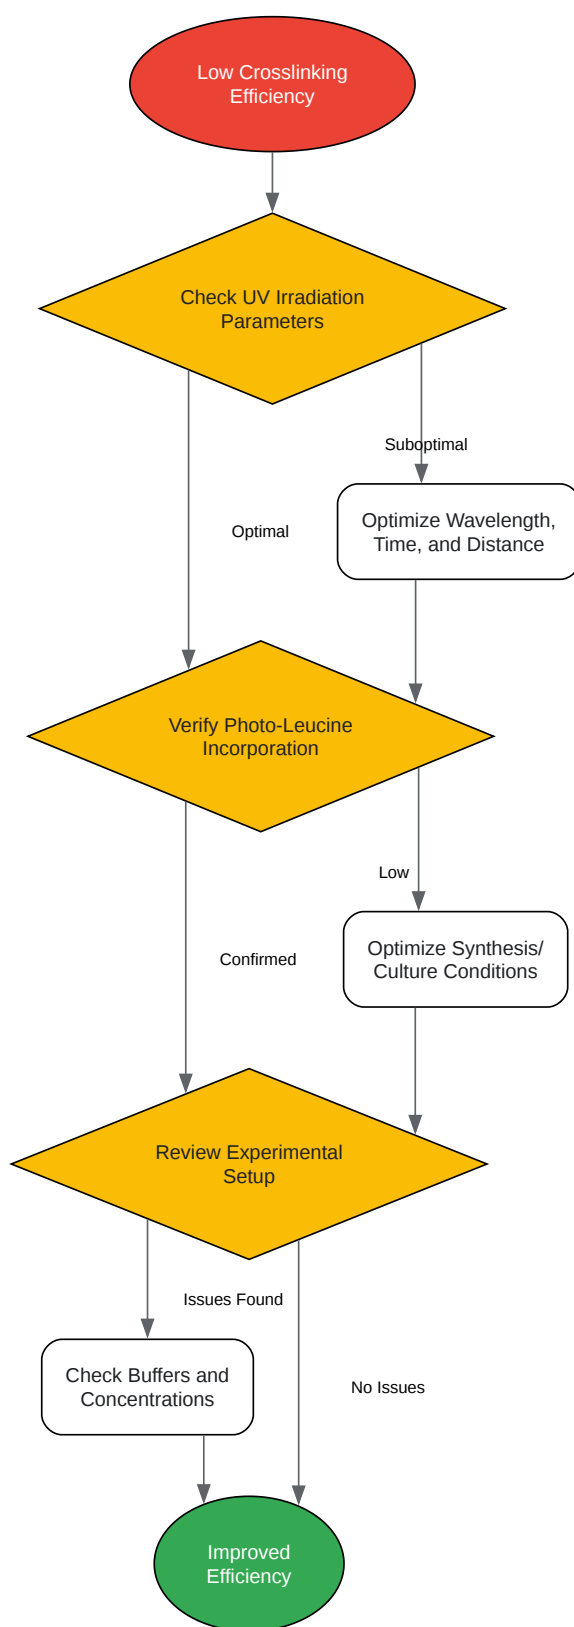 Low Crosslinking
Efficiency
Check UV Irradiation
Parameters
Suboptimal
Optimize Wavelength,
Time, and Distance
Optimal
Verify Photo-Leucine
Incorporation
Low
Optimize Synthesis/
Culture Conditions
Confirmed
Review Experimental
Setup
Issues Found
Check Buffers and
Concentrations
No Issues
Improved
Efficiency